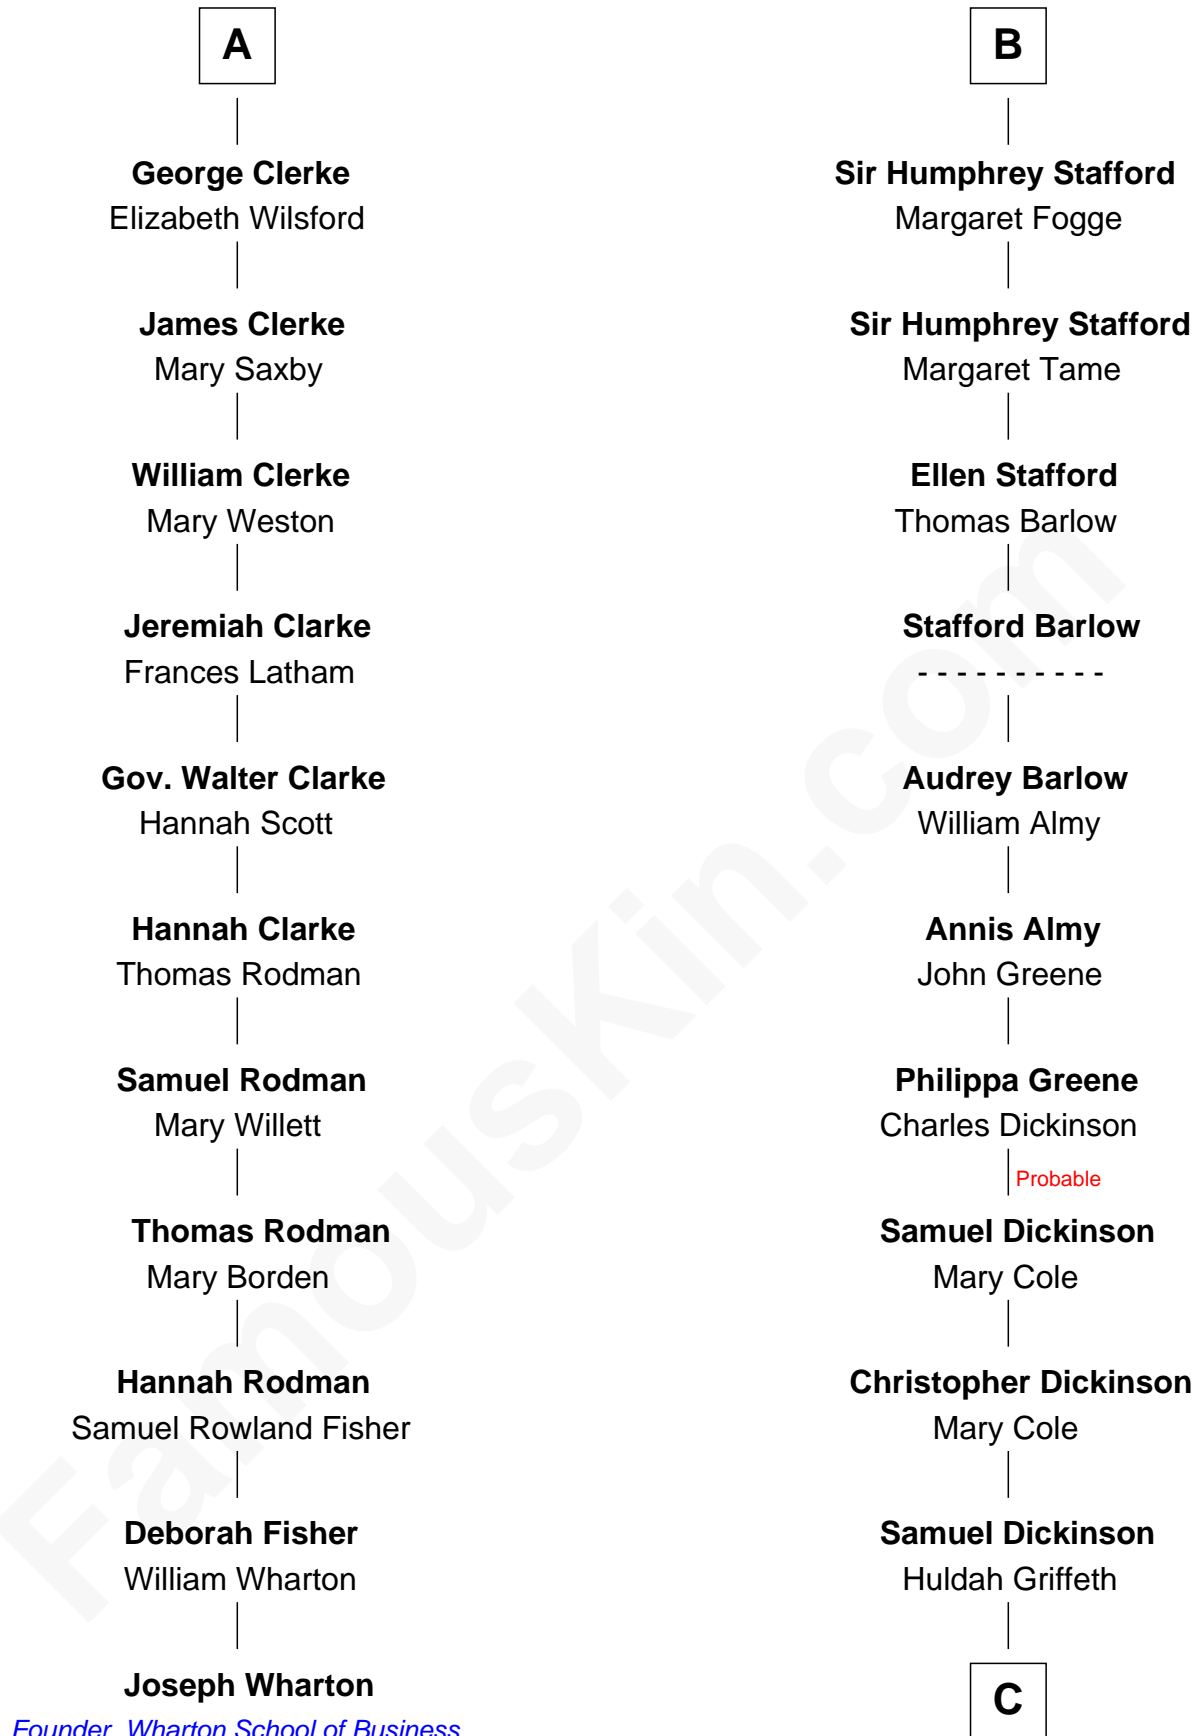 A
George Clerke
Elizabeth Wilsford
James Clerke
Mary Saxby
William Clerke
Mary Weston
Jeremiah Clarke
Frances Latham
Gov. Walter Clarke
Hannah Scott
Hannah Clarke
Thomas Rodman
Samuel Rodman
Mary Willett
Thomas Rodman
Mary Borden
Hannah Rodman
Samuel Rowland Fisher
Deborah Fisher
William Wharton
Joseph Wharton
Founder, Wharton School of Business
B
Sir Humphrey Stafford
Margaret Fogge
Sir Humphrey Stafford
Margaret Tame
Ellen Stafford
Thomas Barlow
Stafford Barlow
- - - - - - - - - -
Audrey Barlow
William Almy
Annis Almy
John Greene
Philippa Greene
Charles Dickinson
Probable
Samuel Dickinson
Mary Cole
Christopher Dickinson
Mary Cole
Samuel Dickinson
Huldah Griffeth
C
FamousKin.com